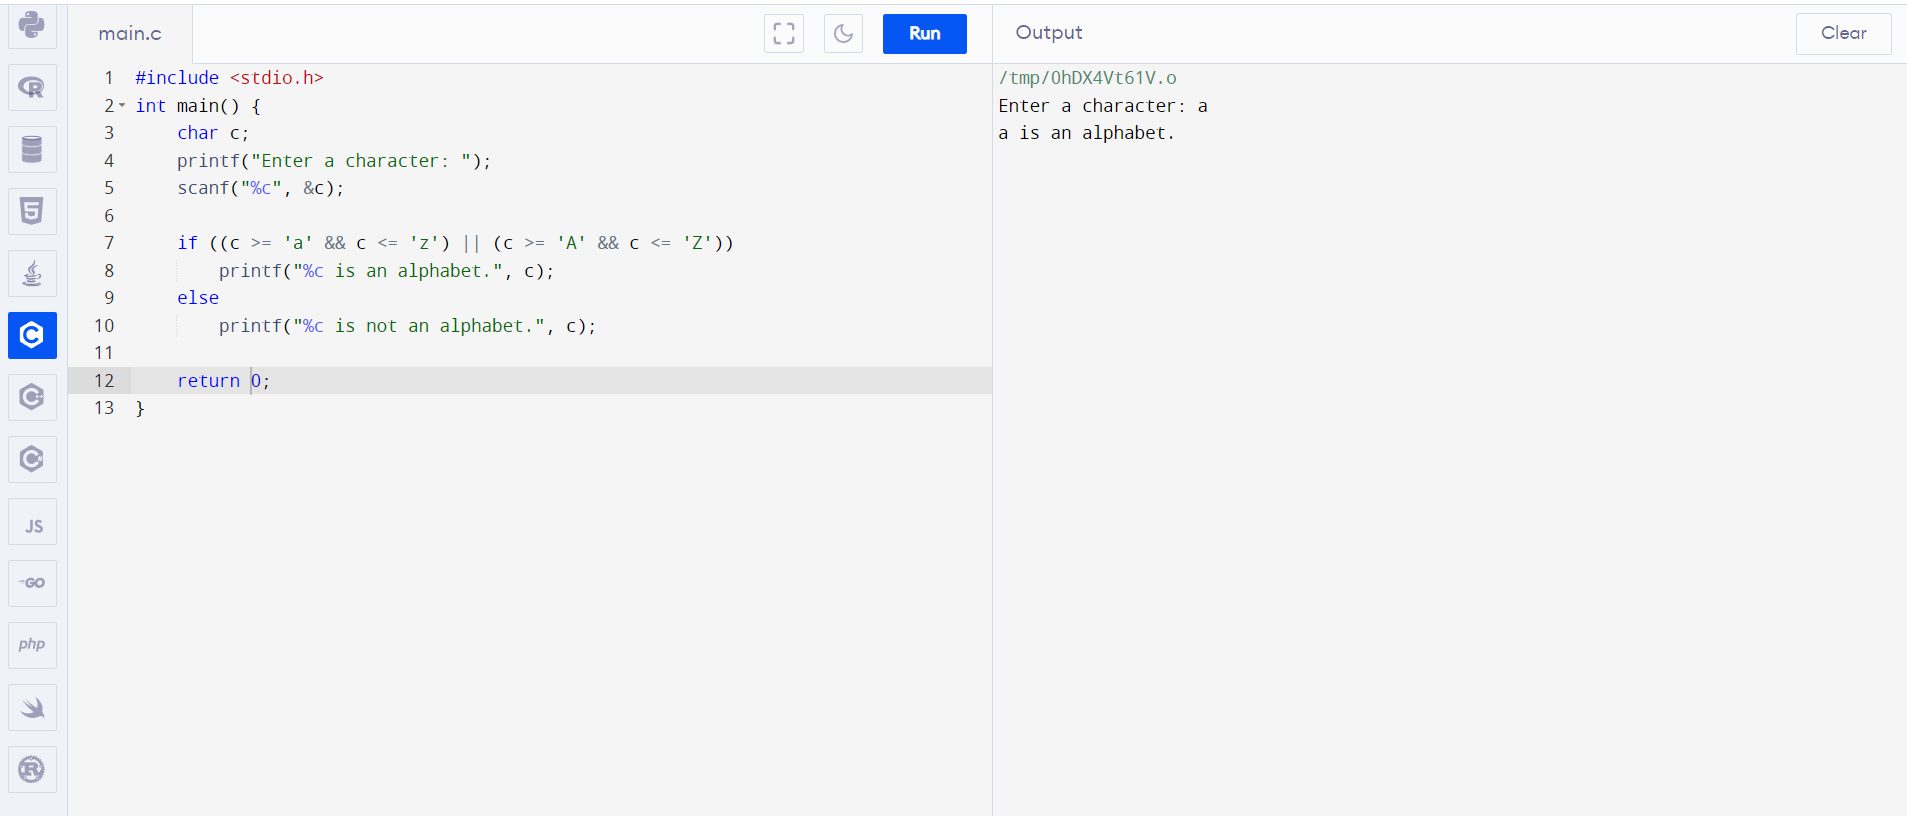 main.c
Run
Output
Clear
1 #include <stdio.h>
2 int main() {
3     char c;
4     printf("Enter a character: ");
5     scanf("%c", &c);
6
7     if ((c >= 'a' && c <= 'z') || (c >= 'A' && c <= 'Z'))
8         printf("%c is an alphabet.", c);
9     else
10         printf("%c is not an alphabet.", c);
11
12     return 0;
13 }
/tmp/0hDX4Vt61V.o
Enter a character: a
a is an alphabet.
R
5
C
C
C
JS
GO
php
R